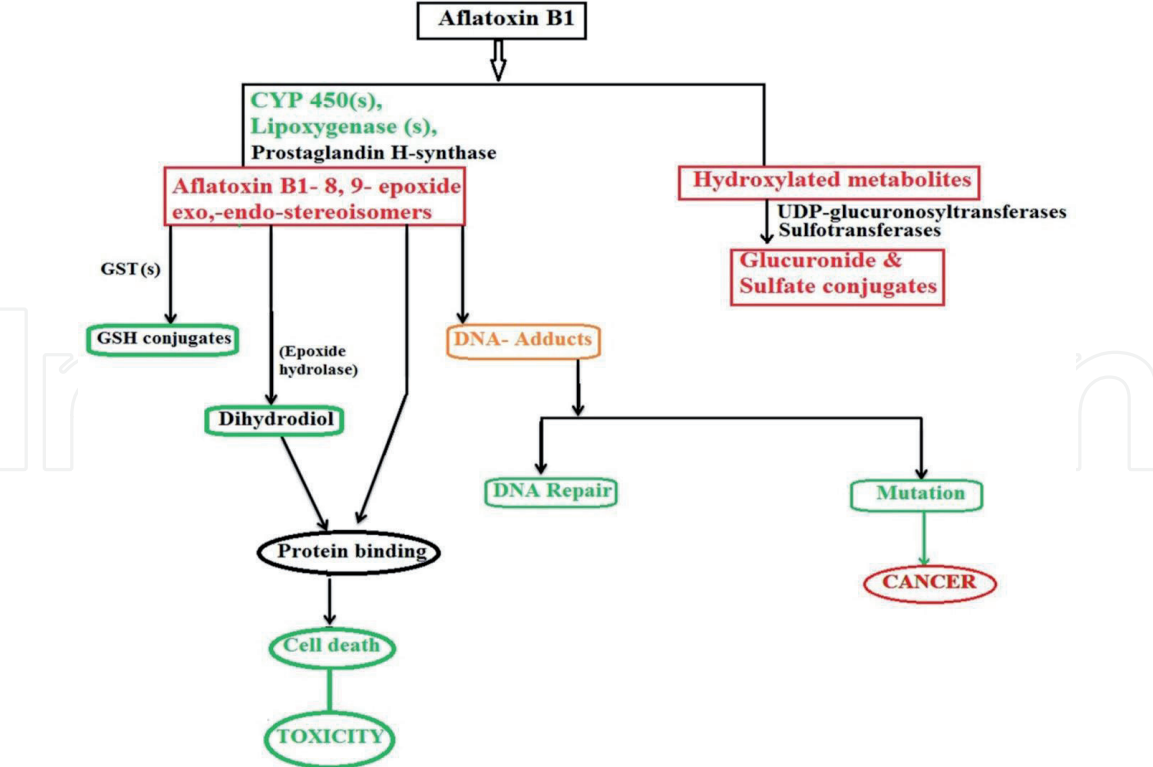 Aflatoxin B1
CYP 450(s),
Lipoxygenase (s),
Prostaglandin H-synthase
Aflatoxin B1- 8, 9- epoxide
exo,-endo-stereoisomers
Hydroxylated metabolites
UDP-glucuronosyltransferases
Sulfotransferases
Glucuronide &
Sulfate conjugates
GST(s)
GSH conjugates
(Epoxide
hydrolase)
DNA- Adducts
Dihydrodiol
DNA Repair
Mutation
Protein binding
CANCER
Cell death
TOXICITY